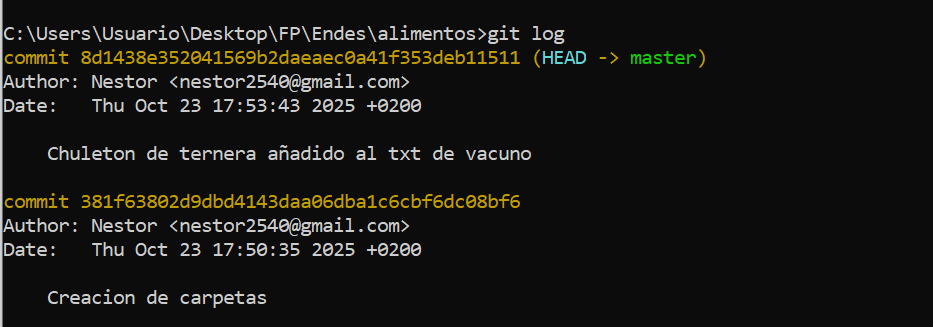 C:\Users\Usuario\Desktop\FP\Endes\alimentos>git log
commit 8d1438e352041569b2daeaec0a41f353deb11511 (HEAD -> master)
Author: Nestor <nestor2540@gmail.com>
Date:   Thu Oct 23 17:53:43 2025 +0200
Chuleton de ternera añadido al txt de vacuno
commit 381f63802d9dbd4143daa06dba1c6cbf6dc08bf6
Author: Nestor <nestor2540@gmail.com>
Date:   Thu Oct 23 17:50:35 2025 +0200
Creacion de carpetas